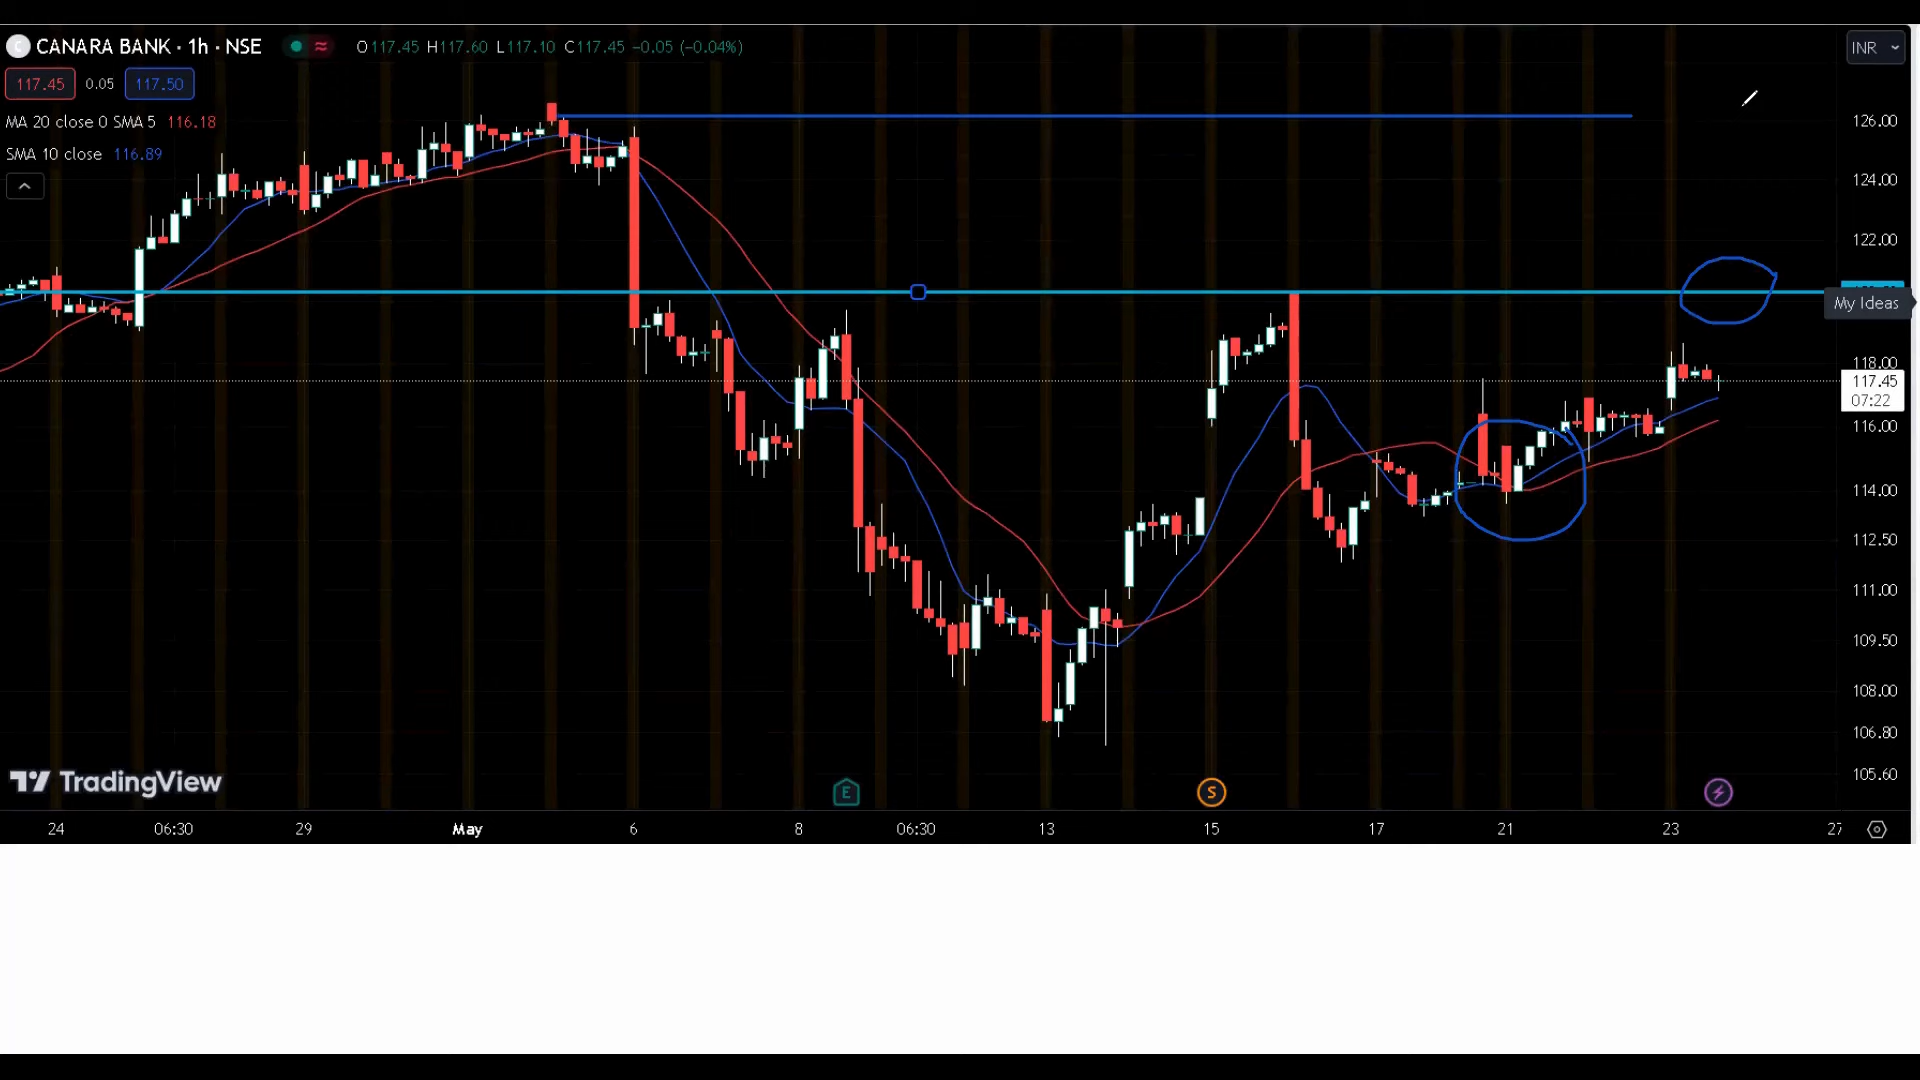 CANARA BANK · 1h · NSE O117.45 H117.60 L117.10 C117.45 −0.05 (−0.04%)
INR
117.45 0.05 117.50
MA 20 close 0 SMA 5 116.18
SMA 10 close 116.89
126.00
124.00
122.00
My Ideas
118.00
117.45
07:22
116.00
114.00
112.50
111.00
109.50
108.00
106.80
105.60
TradingView
E
S
24 06:30 29 May 6 8 06:30 13 15 17 21 23 27